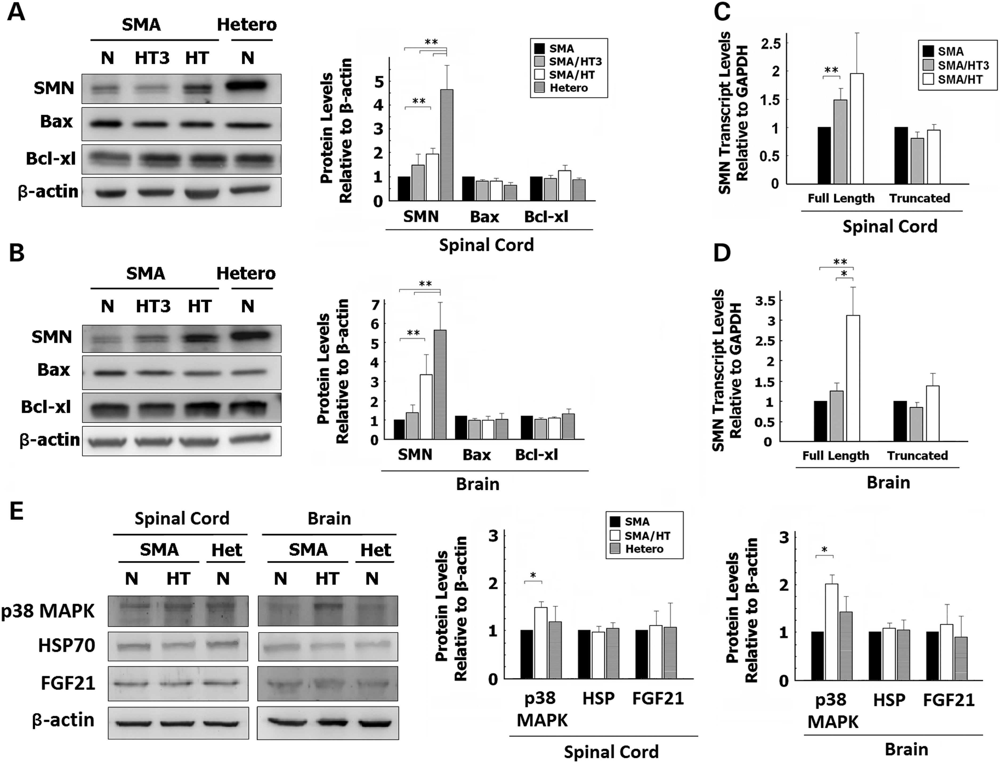 A
SMA Hetero
N HT3 HT N
SMN
Bax
Bcl-xl
β-actin
Protein Levels
Relative to β-actin
**
**
5
4
3
2
1
0
SMA
SMA/HT3
SMA/HT
Hetero
SMN Bax Bcl-xl
Spinal Cord
C
SMN Transcript Levels
Relative to GAPDH
2.5
2
1.5
1
0.5
0
**
SMA
SMA/HT3
SMA/HT
Full Length Truncated
Spinal Cord
B
SMA Hetero
N HT3 HT N
SMN
Bax
Bcl-xl
β-actin
Protein Levels
Relative to β-actin
**
**
7
6
5
4
3
2
1
0
SMN Bax Bcl-xl
Brain
D
SMN Transcript Levels
Relative to GAPDH
**
*
3.5
3
2.5
2
1.5
1
0.5
0
Full Length Truncated
Brain
E
Spinal Cord Brain
SMA Het SMA Het
N HT N N HT N
p38 MAPK
HSP70
FGF21
β-actin
Protein Levels
Relative to β-actin
3
2
1
0
*
SMA
SMA/HT
Hetero
p38 HSP FGF21
MAPK
Spinal Cord
Protein Levels
Relative to β-actin
3
2
1
0
*
p38 HSP FGF21
MAPK
Brain